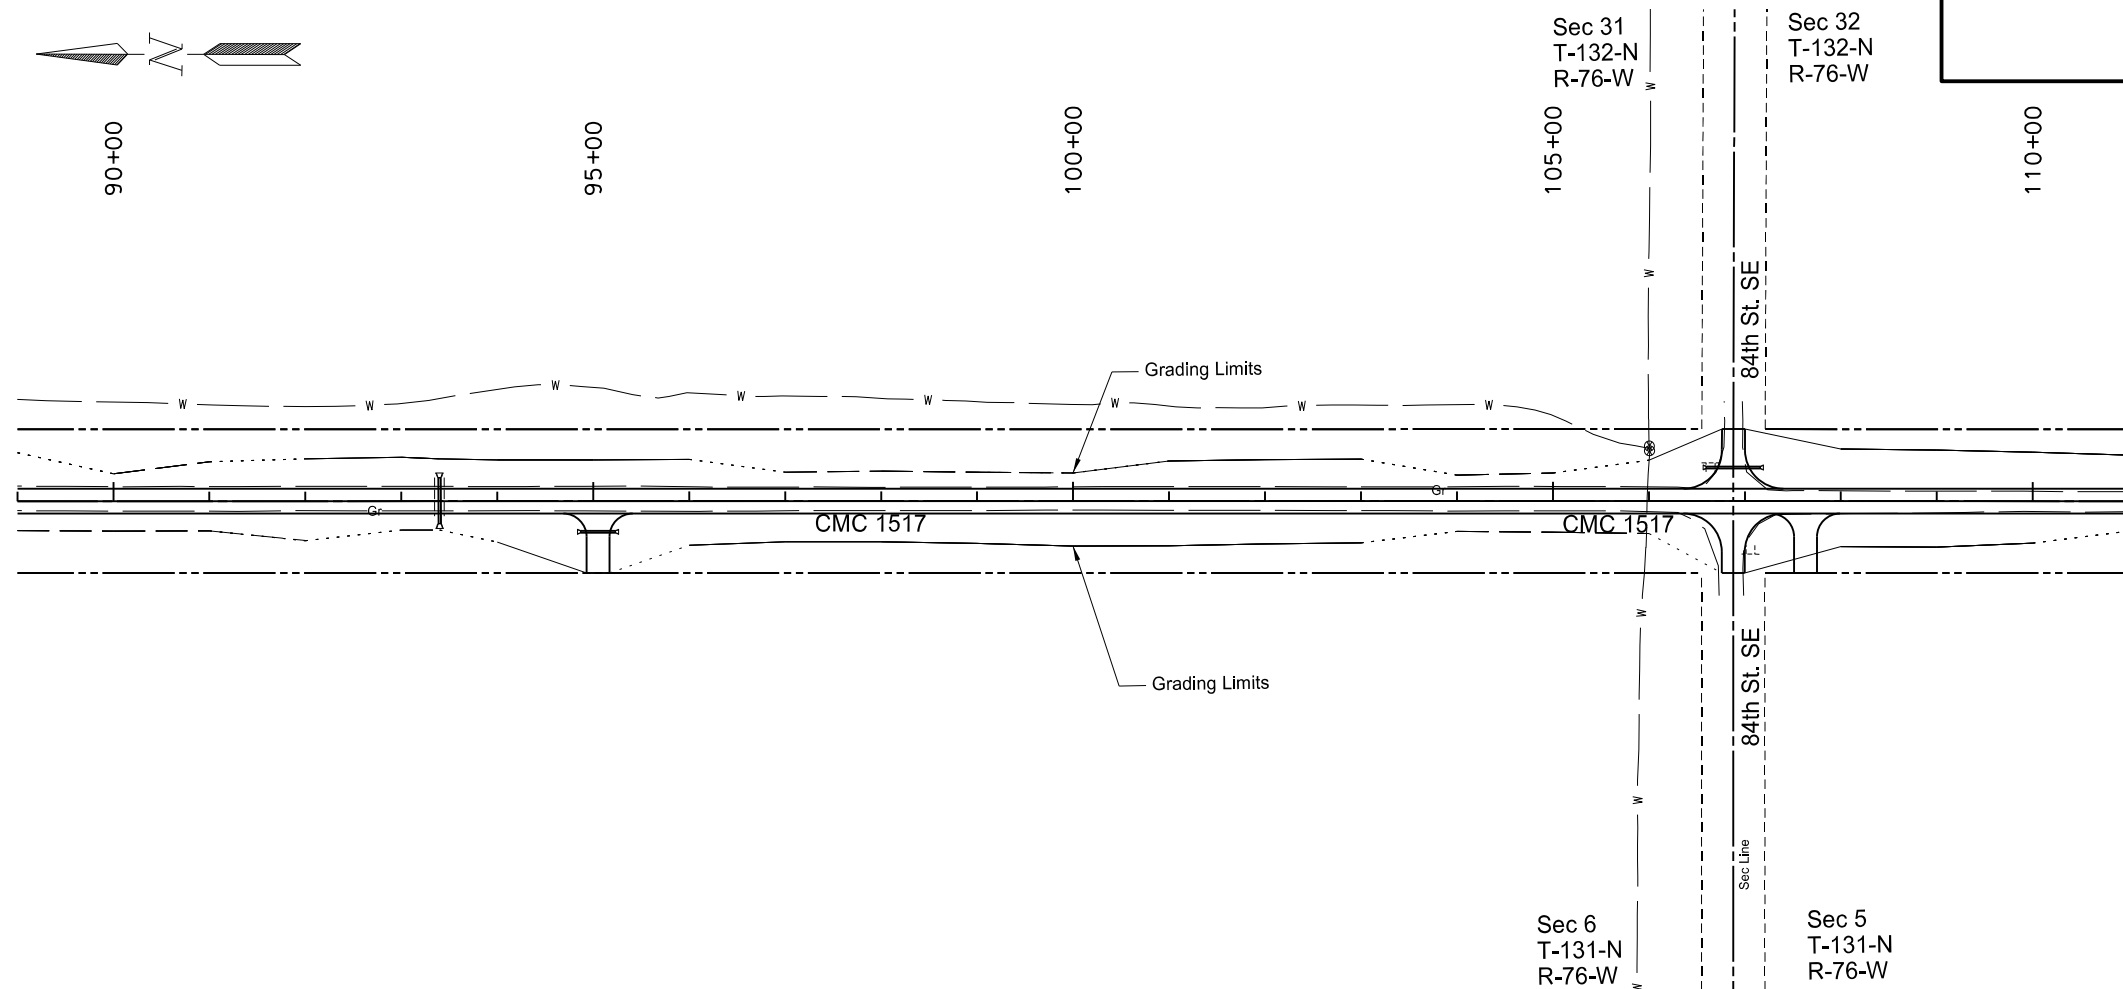 N
Sec 31
T-132-N
R-76-W
Sec 32
T-132-N
R-76-W
W
90+00
95+00
100+00
105+00
110+00
W
84th St. SE
Grading Limits
W
W
W
W
W
W
W
W
Gr
Gr
CMC 1517
CMC 1517
W
84th St. SE
Grading Limits
W
Sec Line
Sec 6
T-131-N
R-76-W
Sec 5
T-131-N
R-76-W
W